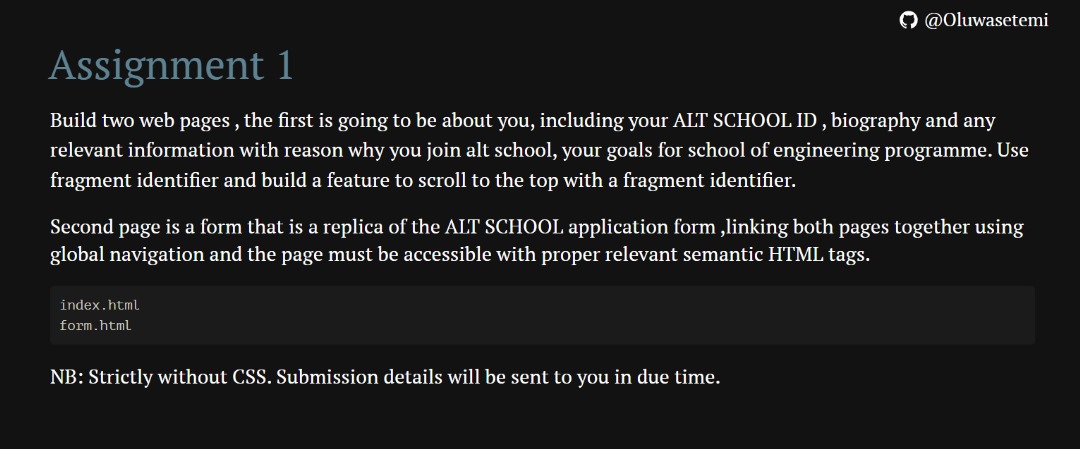 @Oluwasetemi
Assignment 1
Build two web pages , the first is going to be about you, including your ALT SCHOOL ID , biography and any
relevant information with reason why you join alt school, your goals for school of engineering programme. Use
fragment identifier and build a feature to scroll to the top with a fragment identifier.
Second page is a form that is a replica of the ALT SCHOOL application form ,linking both pages together using
global navigation and the page must be accessible with proper relevant semantic HTML tags.
index.html
form.html
NB: Strictly without CSS. Submission details will be sent to you in due time.